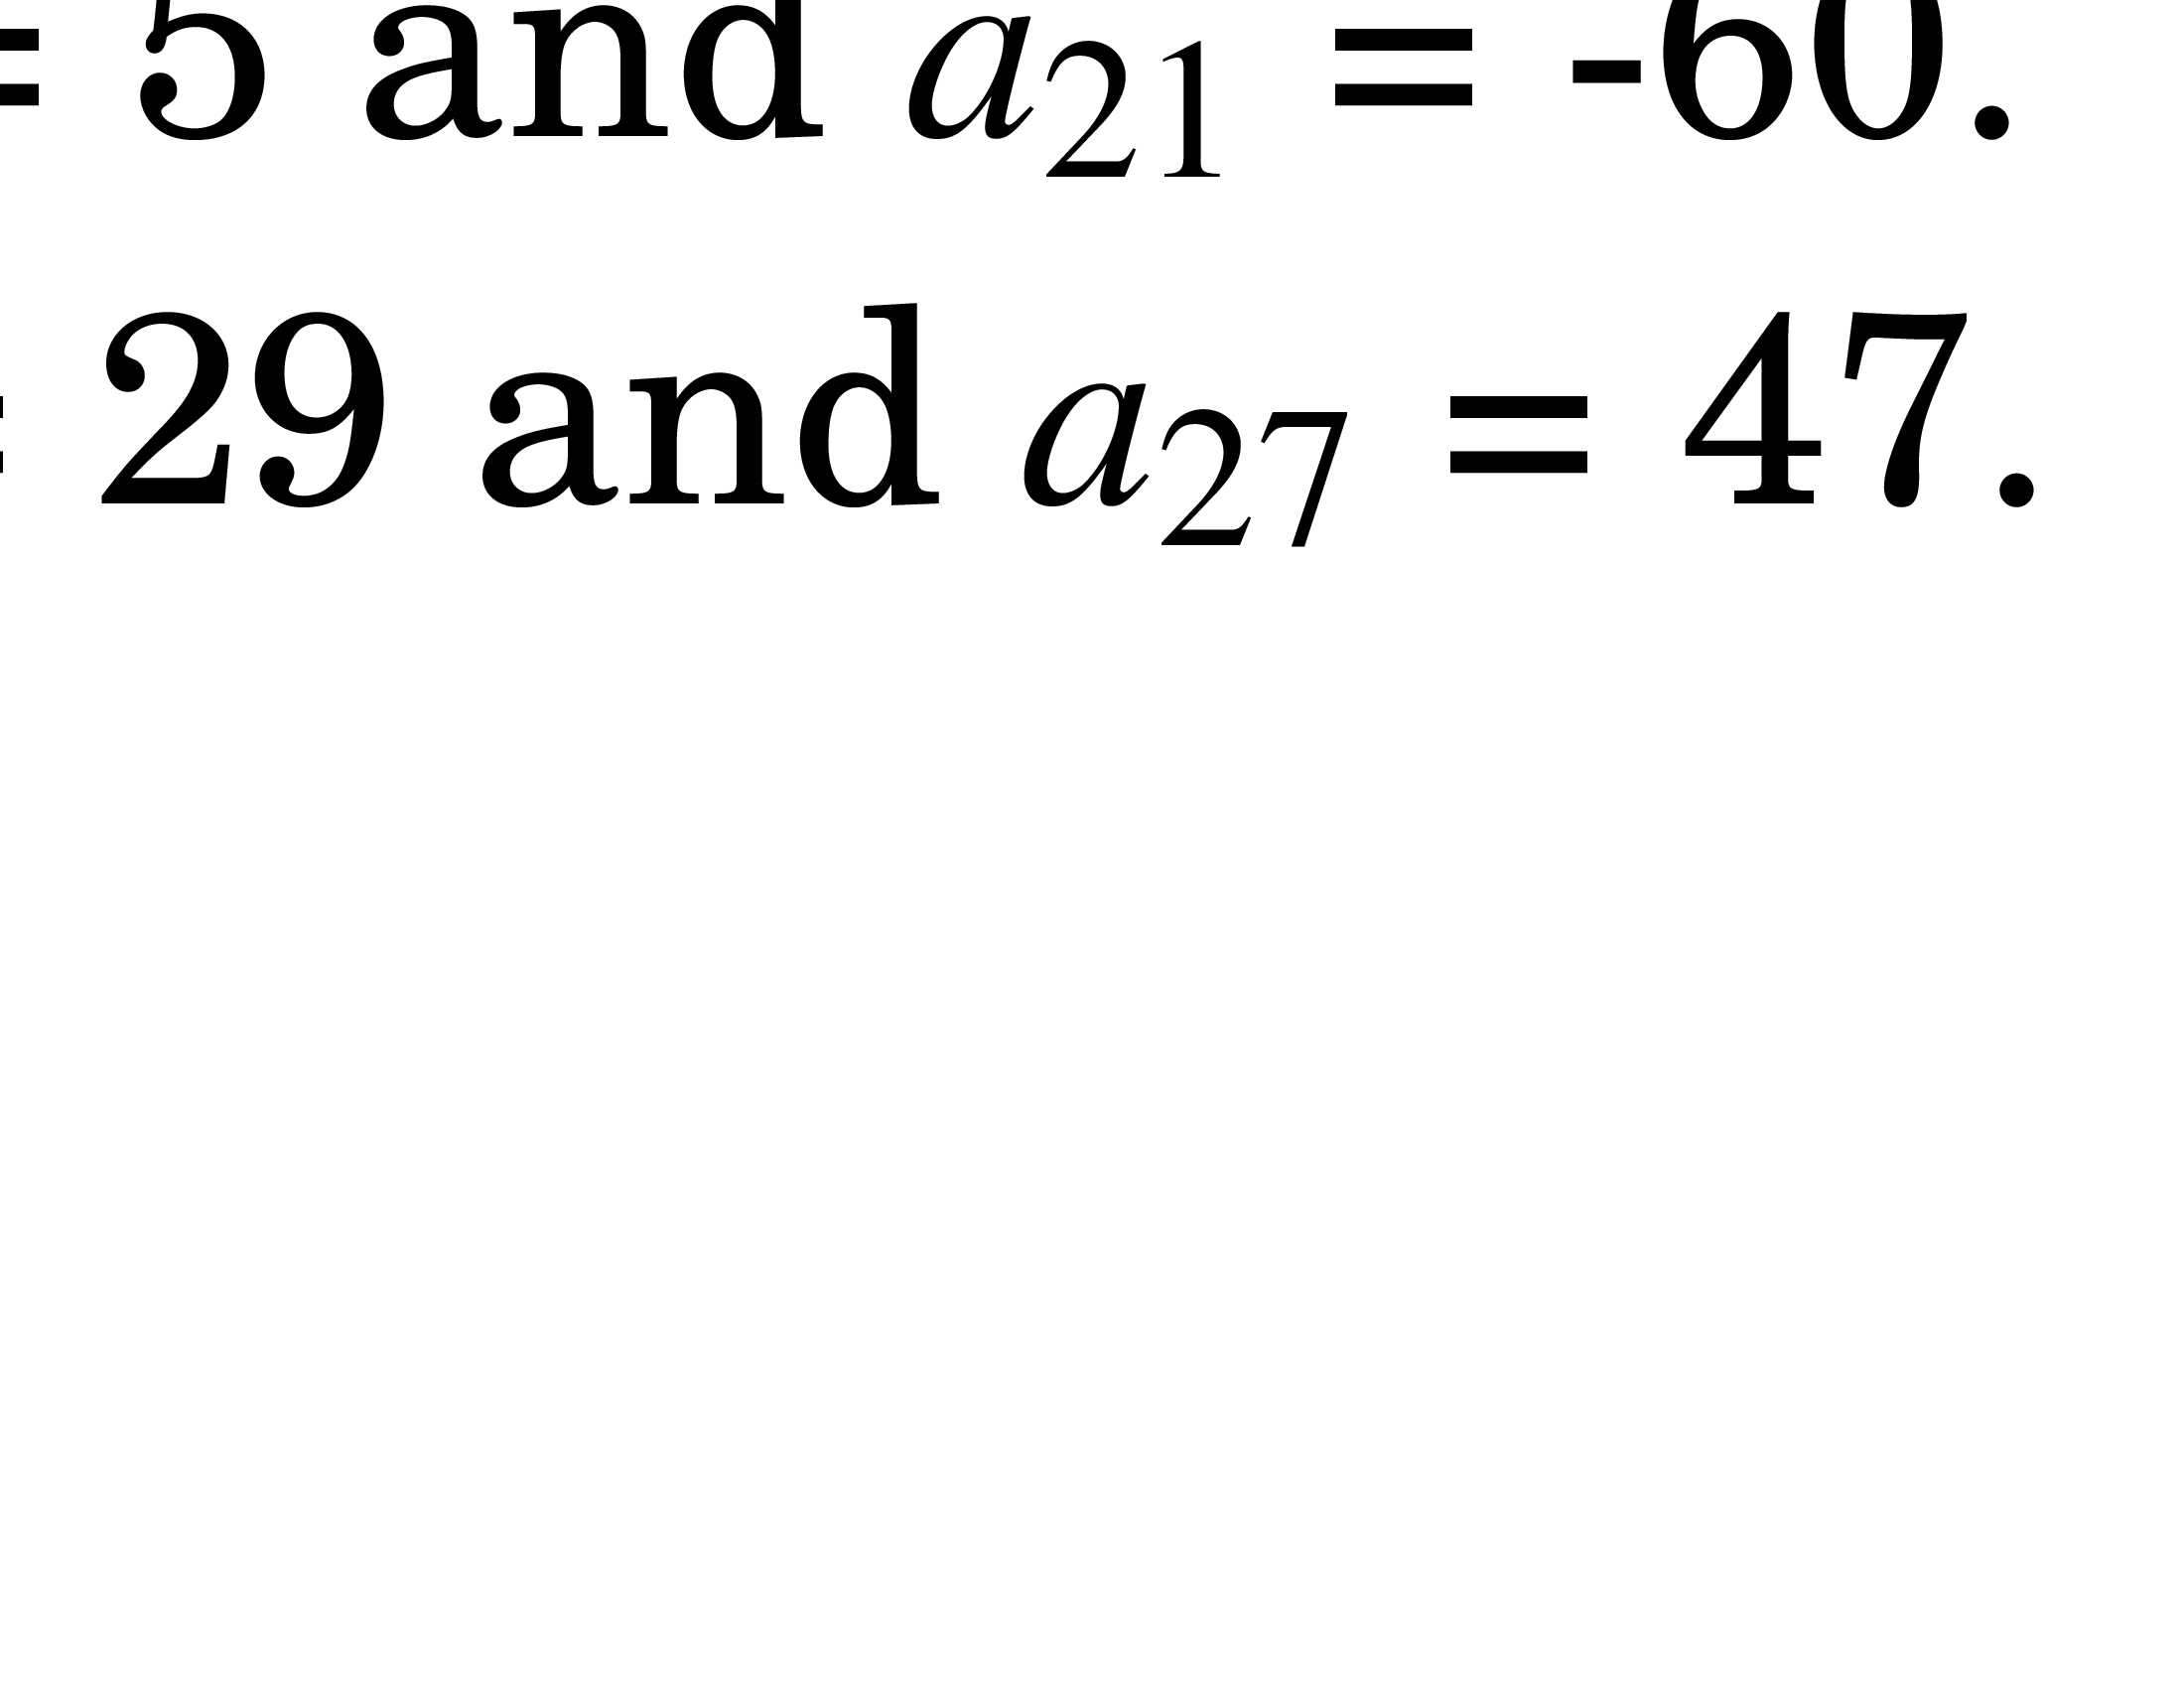 = 5 and a₂₁ = -60.
= 29 and a₂₇ = 47.